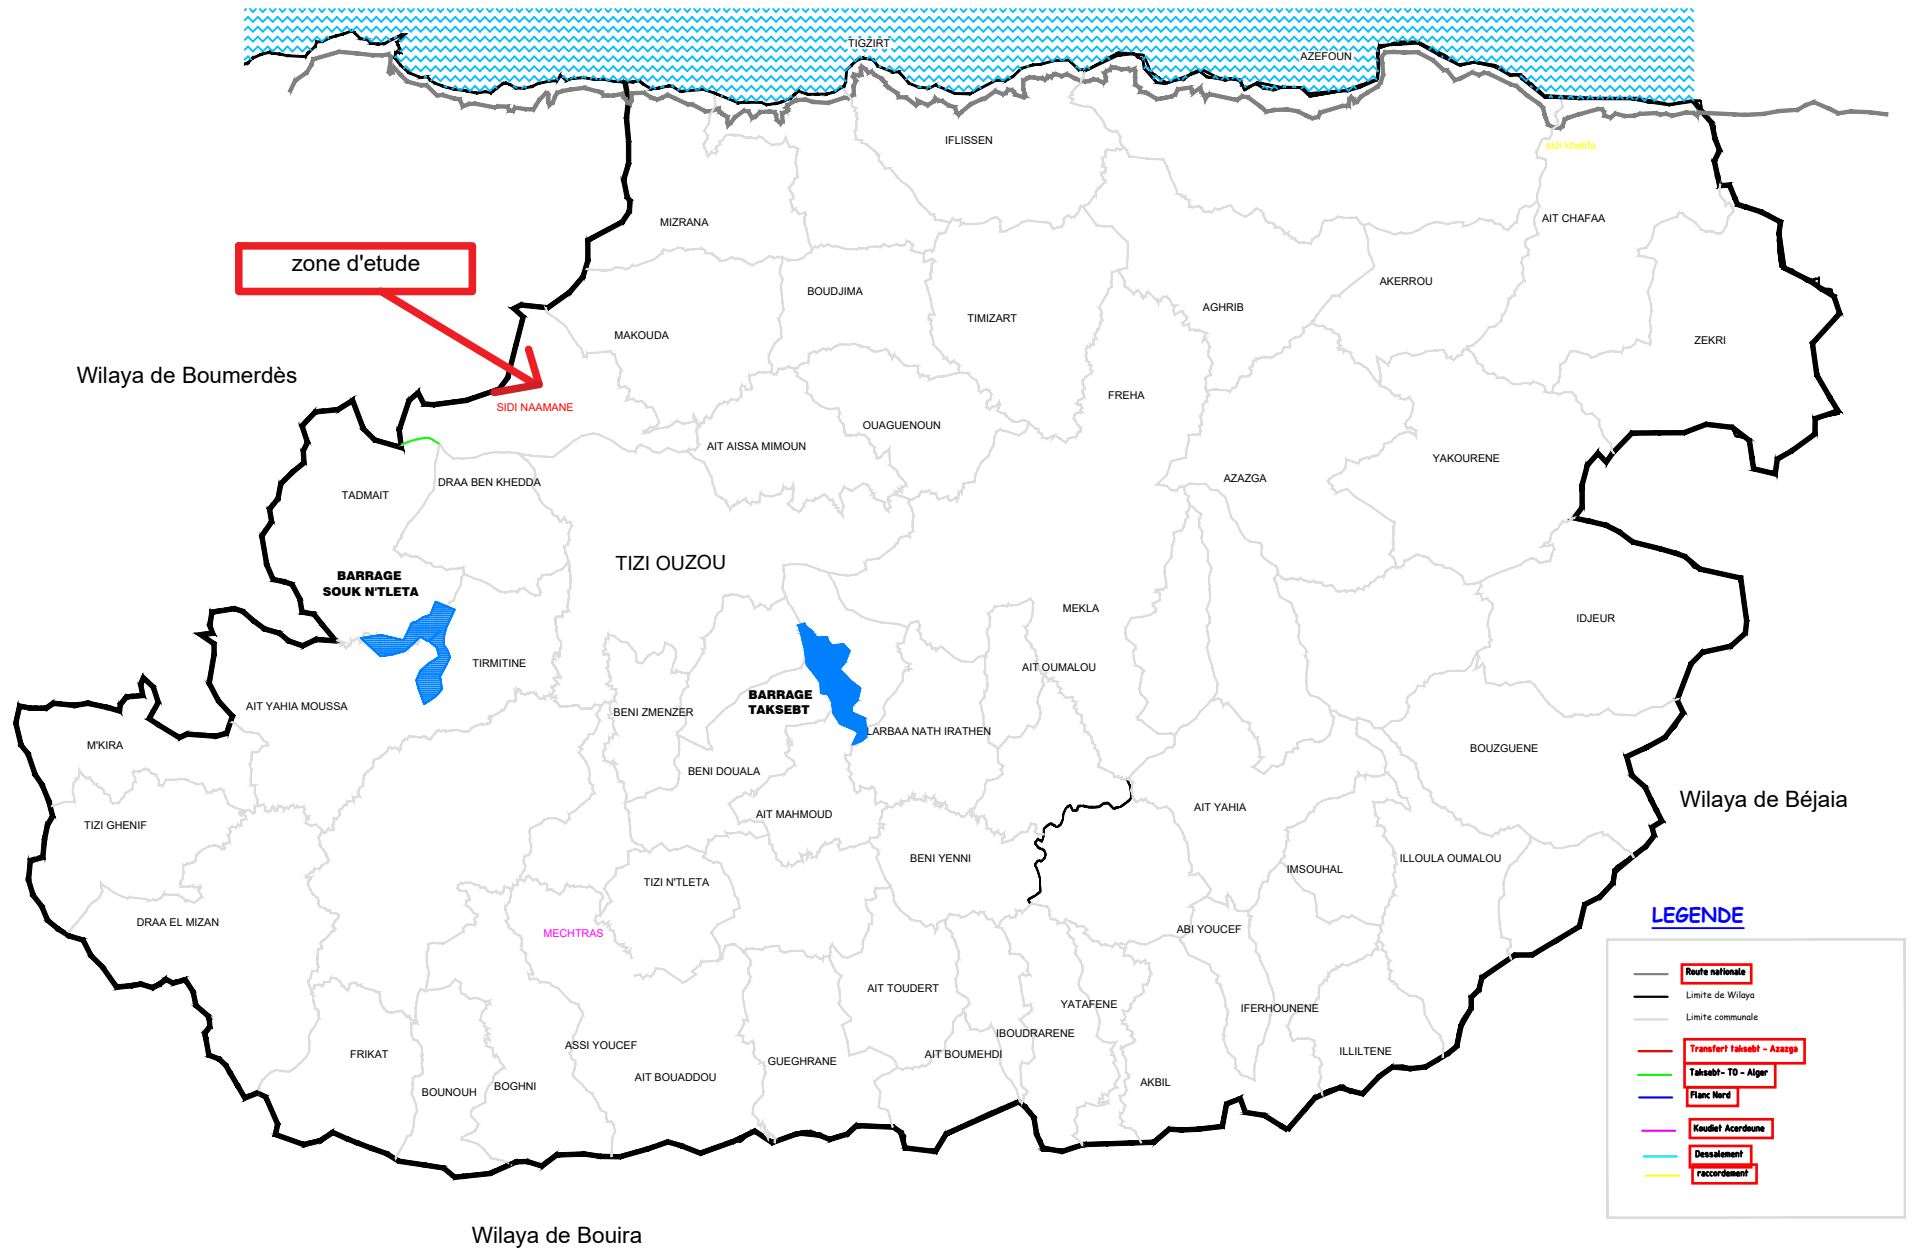 TIGZIRT
AZEFOUN
IFLISSEN
sidi khelifa
MIZRANA
AIT CHAFAA
zone d'etude
BOUDJIMA
AKERROU
AGHRIB
TIMIZART
MAKOUDA
ZEKRI
Wilaya de Boumerdès
FREHA
SIDI NAAMANE
OUAGUENOUN
AIT AISSA MIMOUN
YAKOURENE
AZAZGA
DRAA BEN KHEDDA
TADMAIT
TIZI OUZOU
BARRAGE
SOUK N'TLETA
MEKLA
IDJEUR
TIRMITINE
AIT OUMALOU
BARRAGE
TAKSEBT
AIT YAHIA MOUSSA
BENI ZMENZER
LARBAA NATH IRATHEN
M'KIRA
BOUZGUENE
BENI DOUALA
Wilaya de Béjaia
AIT YAHIA
AIT MAHMOUD
TIZI GHENIF
BENI YENNI
ILLOULA OUMALOU
IMSOUHAL
TIZI N'TLETA
DRAA EL MIZAN
ABI YOUCEF
MECHTRAS
AIT TOUDERT
YATAFENE
IFERHOUNENE
IBOUDRARENE
ASSI YOUCEF
ILLILTENE
FRIKAT
AIT BOUMEHDI
GUEGHRANE
AIT BOUADDOU
AKBIL
BOGHNI
BOUNOUH
Wilaya de Bouira
LEGENDE
Route nationale
Limite de Wilaya
Limite communale
Transfert taksebt - Azazga
Taksebt- TO - Alger
Flanc Nord
Koudiet Acerdoune
Dessalement
raccordement